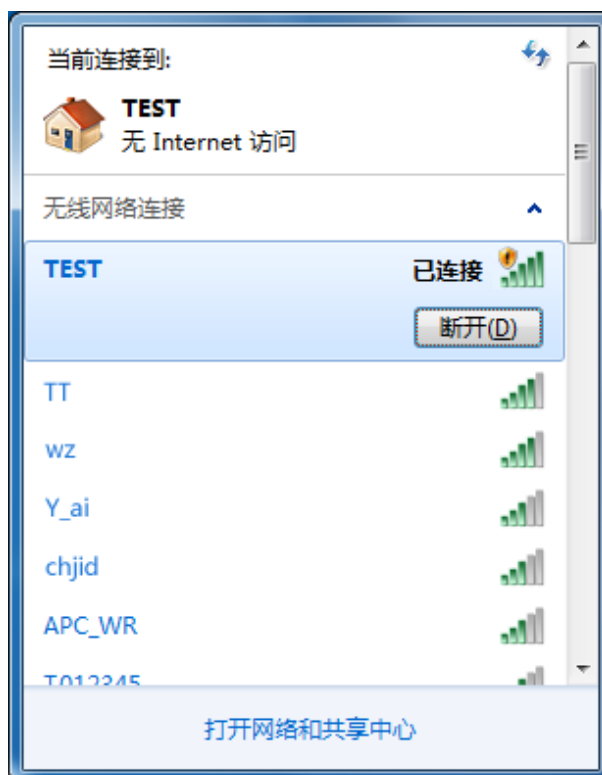 当前连接到:
TEST
无 Internet 访问
无线网络连接
TEST 已连接
断开(D)
TT
wz
Y_ai
chjid
APC_WR
T012345
打开网络和共享中心